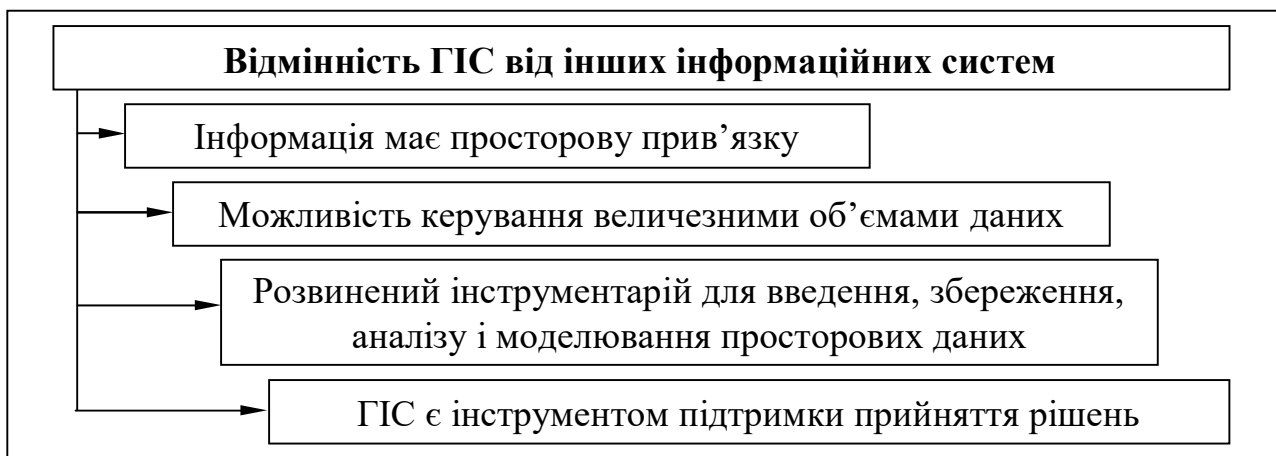 Відмінність ГІС від інших інформаційних систем
Інформація має просторову прив’язку
Можливість керування величезними об’ємами даних
Розвинений інструментарій для введення, збереження,
аналізу і моделювання просторових даних
ГІС є інструментом підтримки прийняття рішень